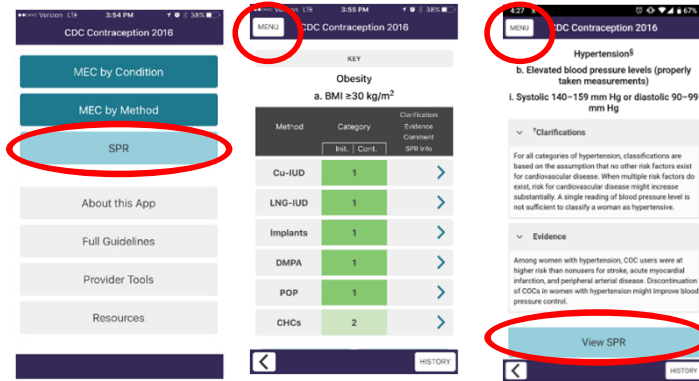 Verizon LTE 3:54 PM 38%
CDC Contraception 2016
MEC by Condition
MEC by Method
SPR
About this App
Full Guidelines
Provider Tools
Resources
Verizon LTE 3:55 PM 38%
MENU CDC Contraception 2016
KEY
Obesity
a. BMI ≥30 kg/m²
Method Category Clarification
Evidence
Comment
SPR Info
Init. Cont.
Cu-IUD 1
LNG-IUD 1
Implants 1
DMPA 1
POP 1
CHCs 2
HISTORY
4:27 67%
MENU CDC Contraception 2016
Hypertension§
b. Elevated blood pressure levels (properly
taken measurements)
i. Systolic 140–159 mm Hg or diastolic 90–99
mm Hg
†Clarifications
For all categories of hypertension, classifications are
based on the assumption that no other risk factors exist
for cardiovascular disease. When multiple risk factors do
exist, risk for cardiovascular disease might increase
substantially. A single reading of blood pressure level is
not sufficient to classify a woman as hypertensive.
Evidence
Among women with hypertension, COC users were at
higher risk than nonusers for stroke, acute myocardial
infarction, and peripheral arterial disease. Discontinuation
of COCs in women with hypertension might improve blood
pressure control.
View SPR
HISTORY